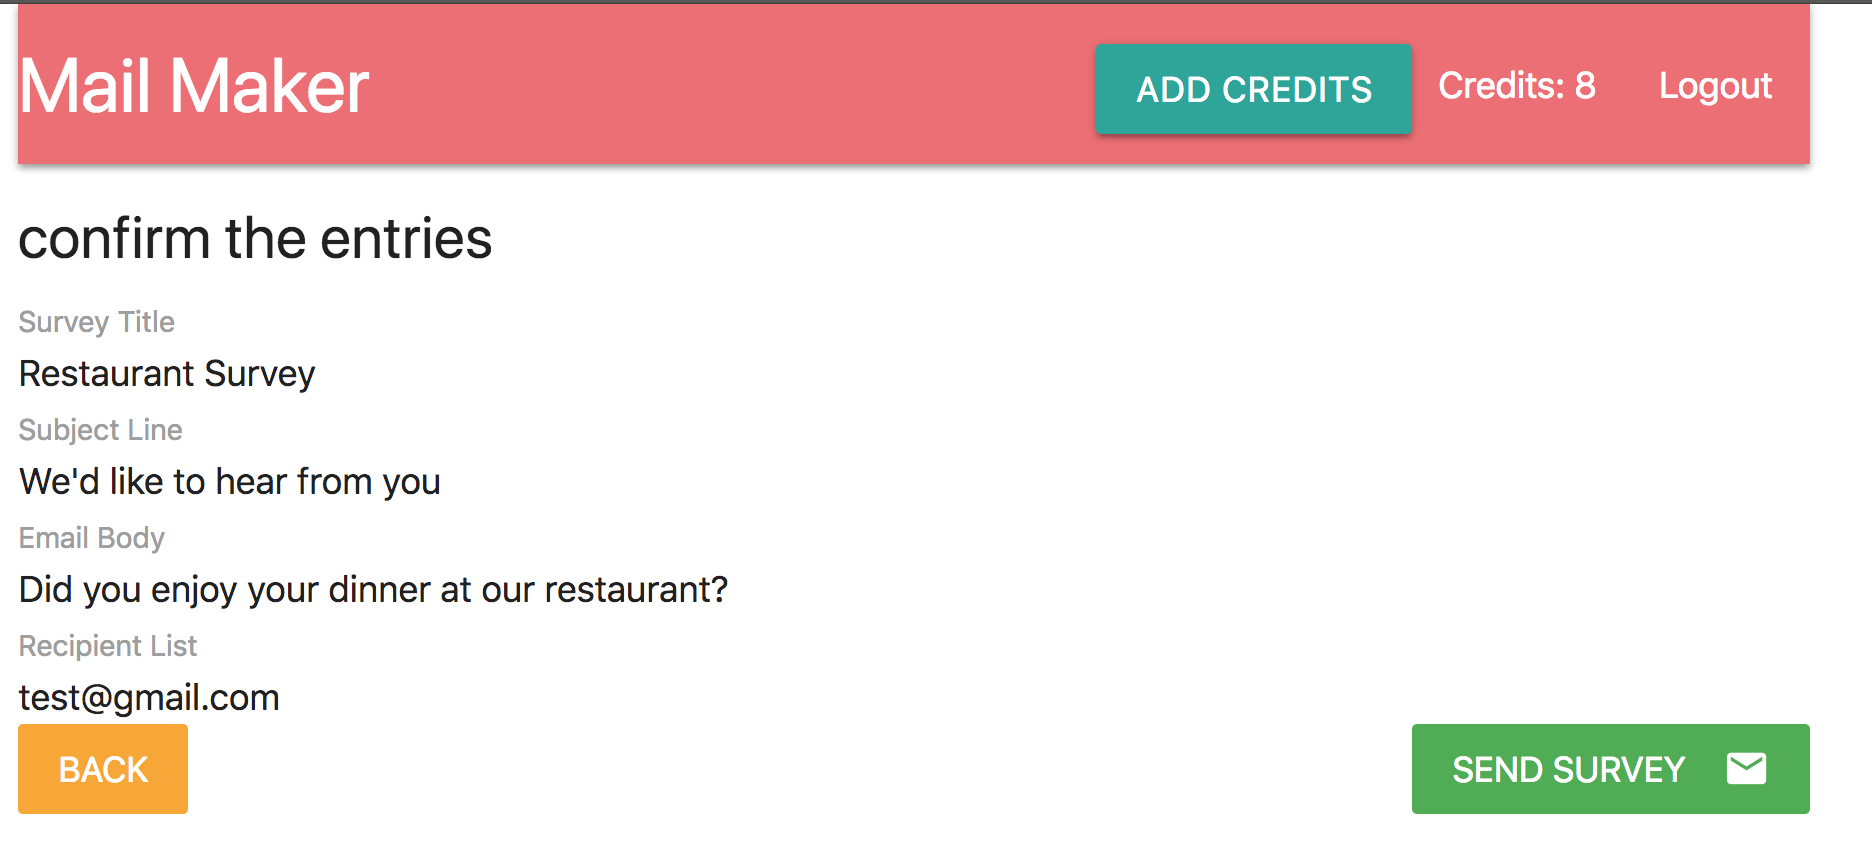 Mail Maker
ADD CREDITS
Credits: 8
Logout
confirm the entries
Survey Title
Restaurant Survey
Subject Line
We'd like to hear from you
Email Body
Did you enjoy your dinner at our restaurant?
Recipient List
test@gmail.com
BACK
SEND SURVEY